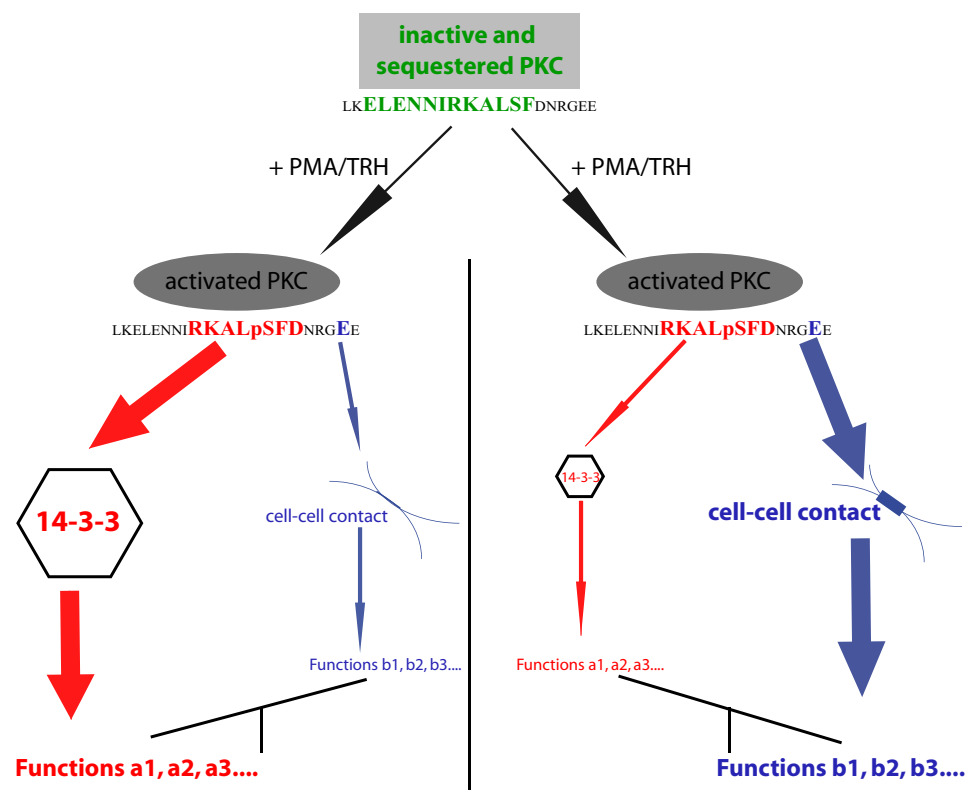 inactive and
sequestered PKC
LKELENNIRKALSFDNRGEE
+ PMA/TRH
+ PMA/TRH
activated PKC
activated PKC
LKELENNIRKALpSFDNRGEE
LKELENNIRKALpSFDNRGEE
14-3-3
cell-cell contact
14-3-3
cell-cell contact
Functions b1, b2, b3....
Functions a1, a2, a3....
Functions a1, a2, a3....
Functions b1, b2, b3....